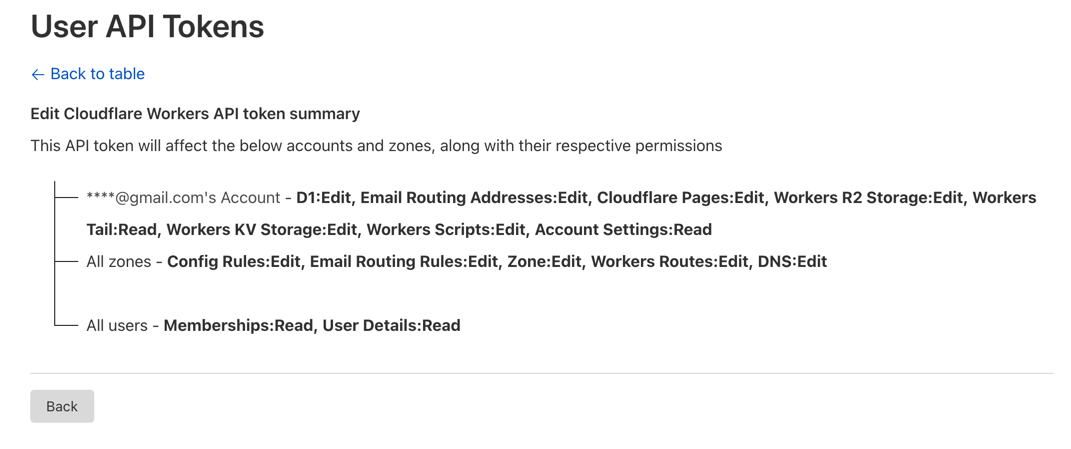 User API Tokens
← Back to table
Edit Cloudflare Workers API token summary
This API token will affect the below accounts and zones, along with their respective permissions
****@gmail.com's Account - D1:Edit, Email Routing Addresses:Edit, Cloudflare Pages:Edit, Workers R2 Storage:Edit, Workers
Tail:Read, Workers KV Storage:Edit, Workers Scripts:Edit, Account Settings:Read
All zones - Config Rules:Edit, Email Routing Rules:Edit, Zone:Edit, Workers Routes:Edit, DNS:Edit
All users - Memberships:Read, User Details:Read
Back